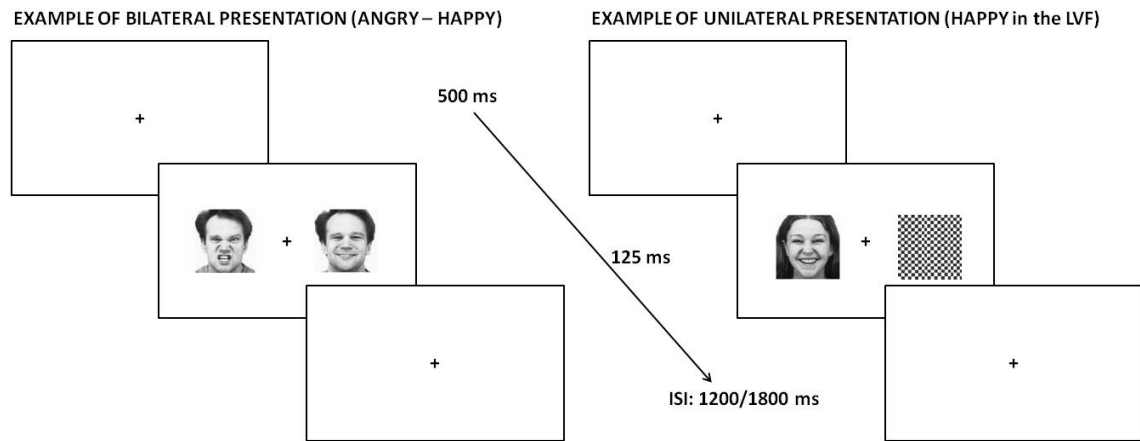 EXAMPLE OF BILATERAL PRESENTATION (ANGRY – HAPPY)
EXAMPLE OF UNILATERAL PRESENTATION (HAPPY in the LVF)
500 ms
+
+
+
+
125 ms
+
+
ISI: 1200/1800 ms